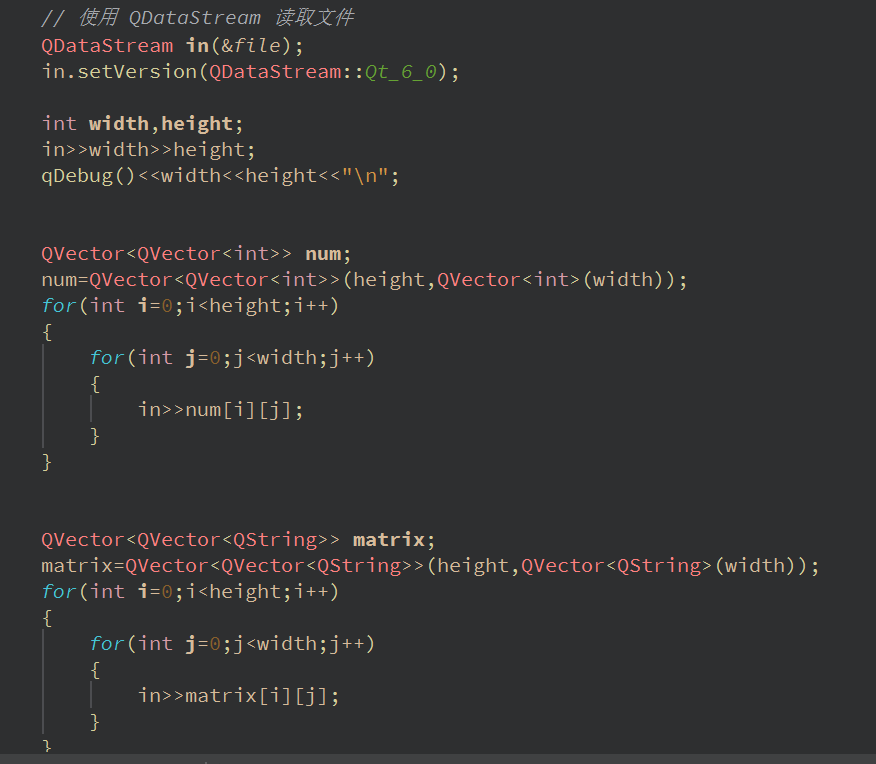 // 使用 QDataStream 读取文件
QDataStream in(&file);
in.setVersion(QDataStream::Qt_6_0);
int width,height;
in>>width>>height;
qDebug()<<width<<height<<"\n";
QVector<QVector<int>> num;
num=QVector<QVector<int>>(height,QVector<int>(width));
for(int i=0;i<height;i++)
{
for(int j=0;j<width;j++)
{
in>>num[i][j];
}
}
QVector<QVector<QString>> matrix;
matrix=QVector<QVector<QString>>(height,QVector<QString>(width));
for(int i=0;i<height;i++)
{
for(int j=0;j<width;j++)
{
in>>matrix[i][j];
}
}